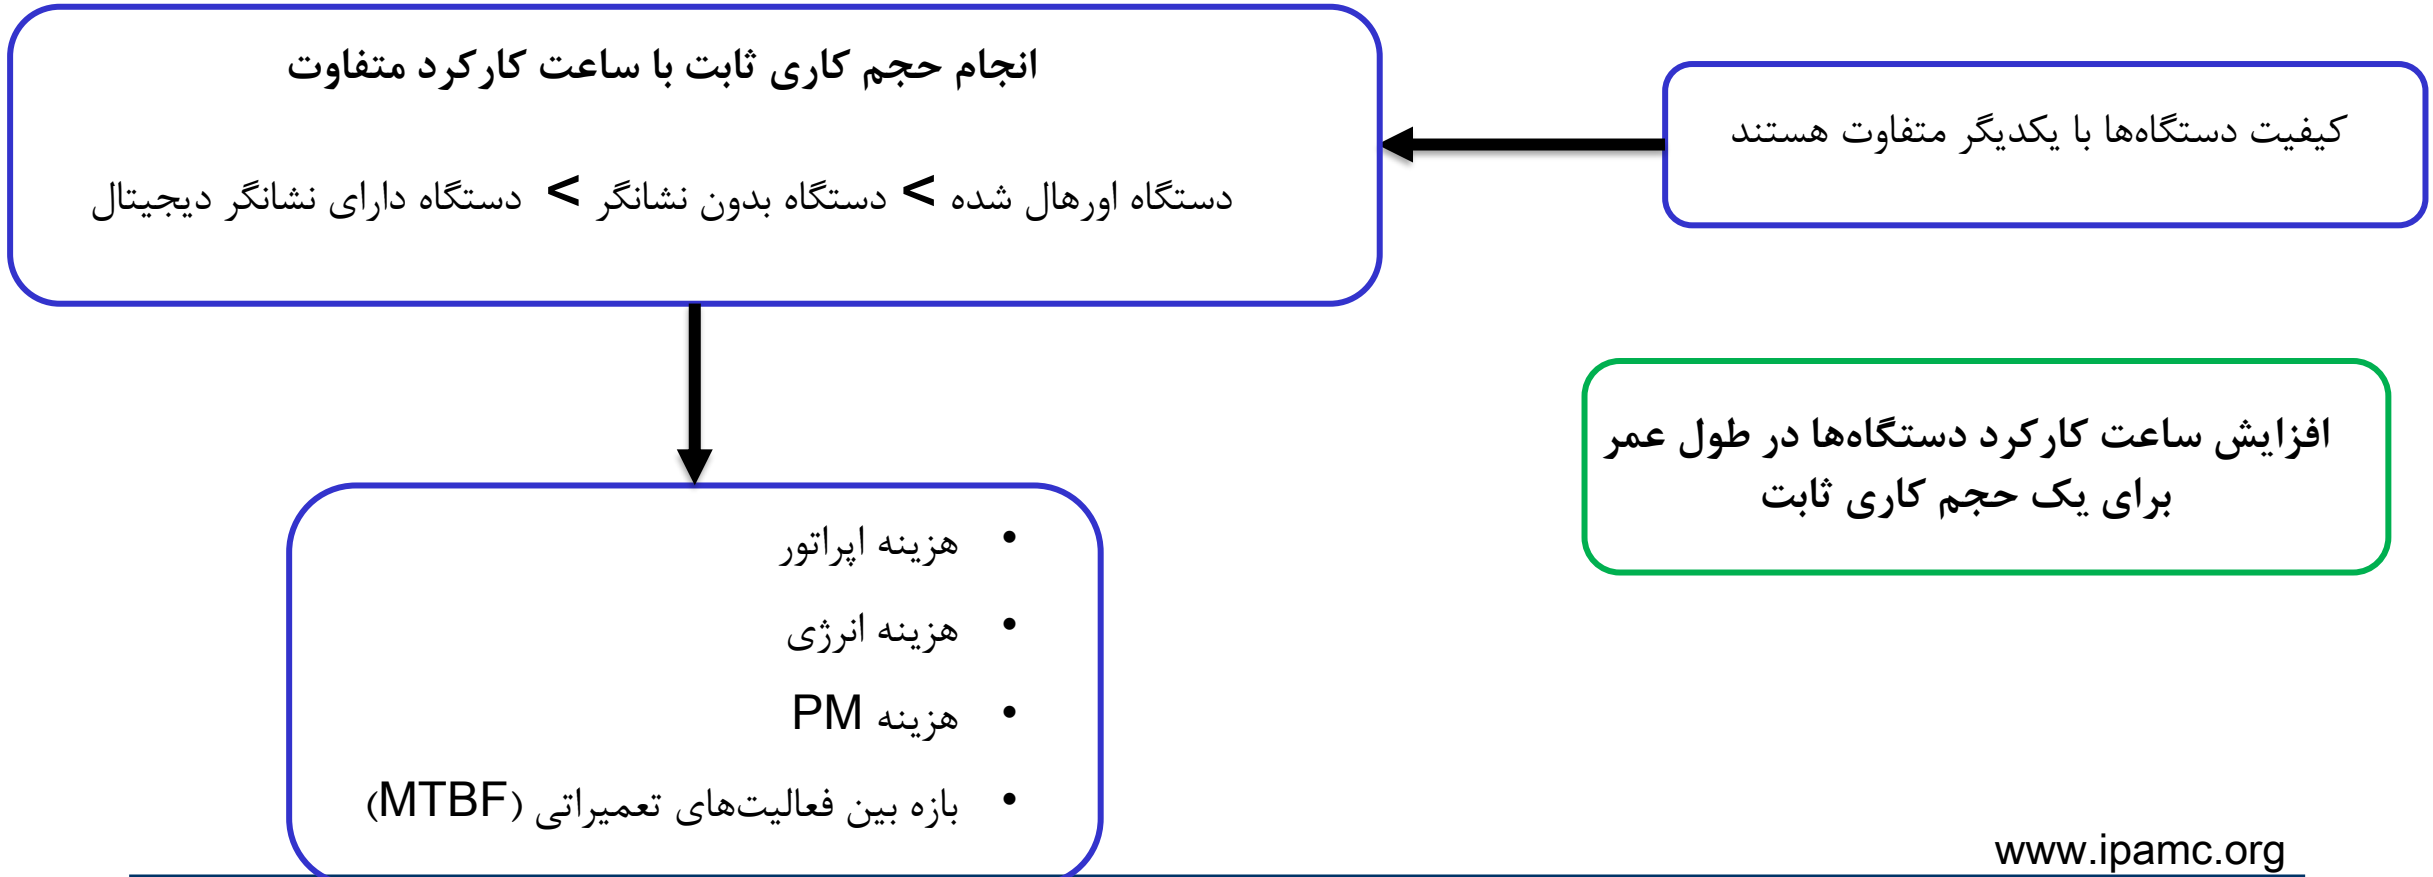 انجام حجم کاری ثابت با ساعت کارکرد متفاوت
دستگاه اورهال شده > دستگاه بدون نشانگر > دستگاه دارای نشانگر دیجیتال
کیفیت دستگاه‌ها با یکدیگر متفاوت هستند
افزایش ساعت کارکرد دستگاه‌ها در طول عمر
برای یک حجم کاری ثابت
• هزینه اپراتور
• هزینه انرژی
• هزینه PM
• بازه بین فعالیت‌های تعمیراتی (MTBF)
www.ipamc.org